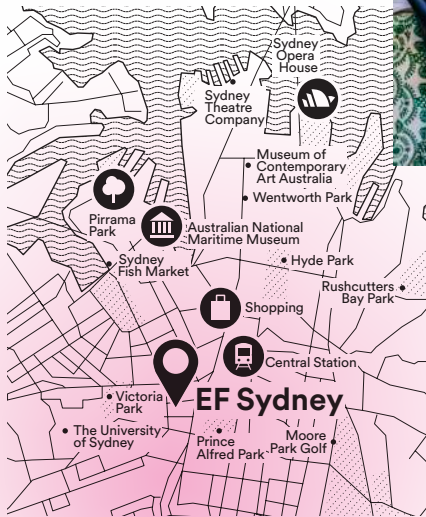 Sydney
Opera
House
Sydney
Theatre
Company
Museum of
Contemporary
Art Australia
Wentworth Park
Pirrama
Park
Australian National
Maritime Museum
Sydney
Fish Market
Hyde Park
Rushcutters
Bay Park
Shopping
Central Station
EF Sydney
Victoria
Park
The University
of Sydney
Prince
Alfred Park
Moore
Park Golf